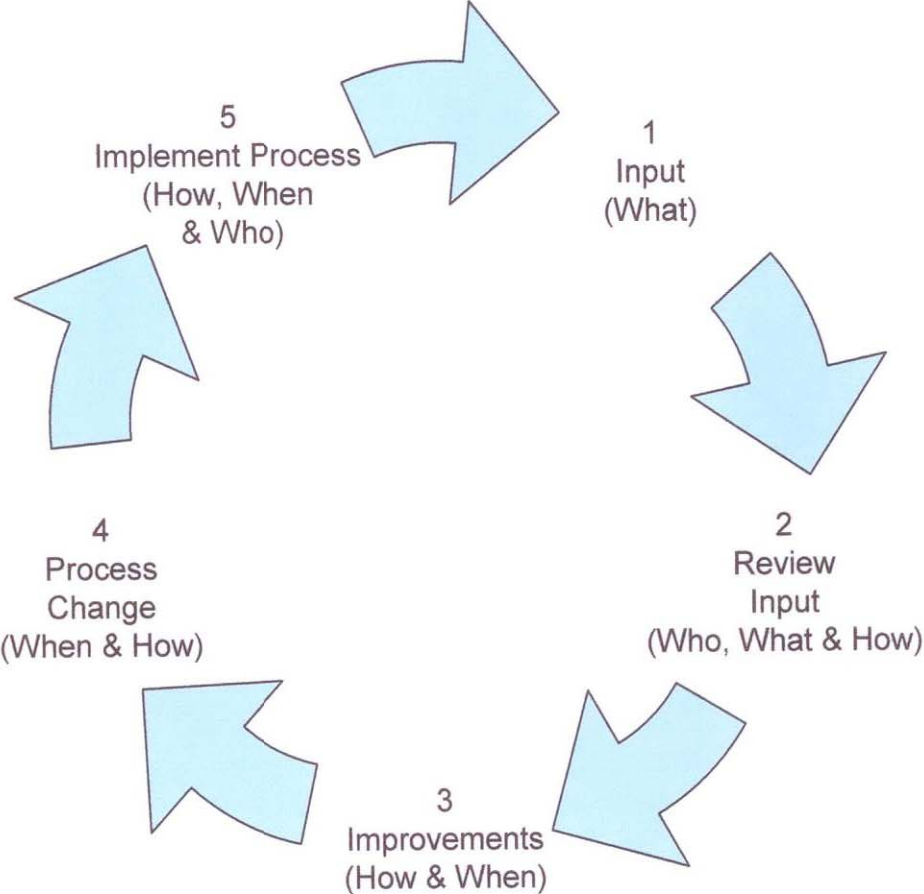 1
Input
(What)
2
Review
Input
(Who, What & How)
3
Improvements
(How & When)
4
Process
Change
(When & How)
5
Implement Process
(How, When
& Who)